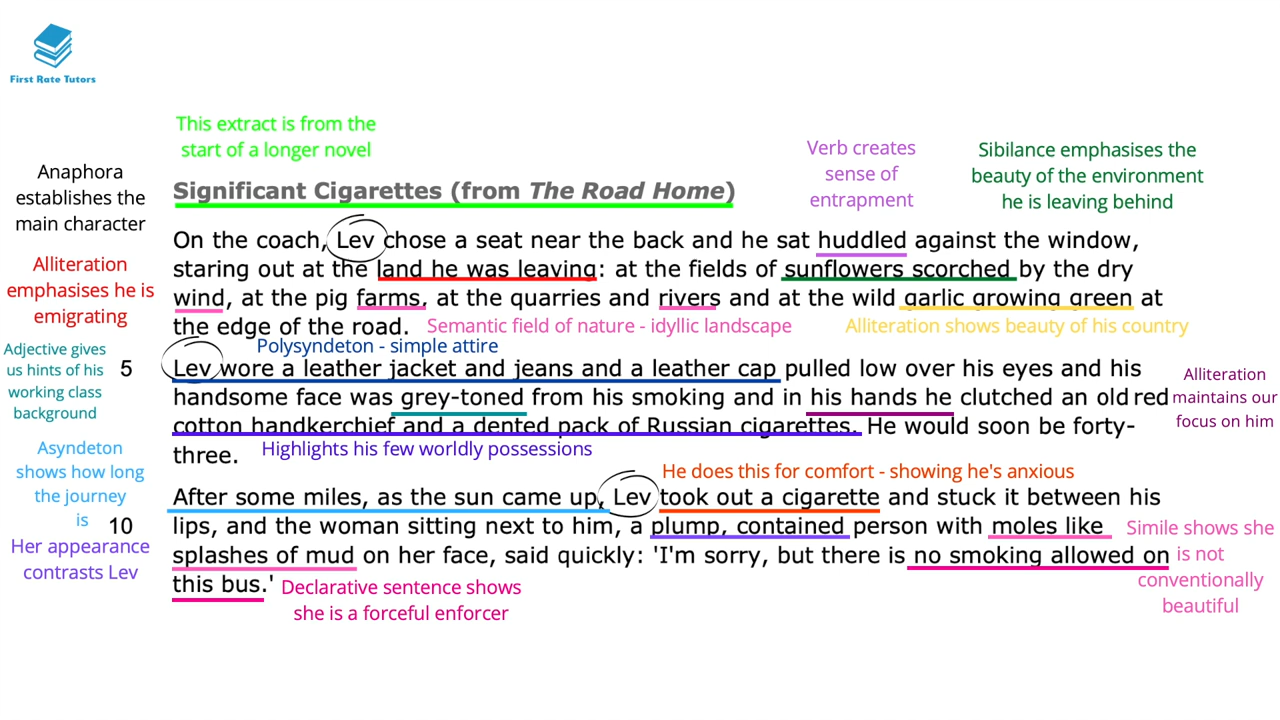 First Rate Tutors
This extract is from the
start of a longer novel
Verb creates
sense of
entrapment
Sibilance emphasises the
beauty of the environment
he is leaving behind
Anaphora
establishes the
main character
Significant Cigarettes (from The Road Home)
On the coach, Lev chose a seat near the back and he sat huddled against the window,
staring out at the land he was leaving: at the fields of sunflowers scorched by the dry
wind, at the pig farms, at the quarries and rivers and at the wild garlic growing green at
the edge of the road.
Alliteration
emphasises he is
emigrating
Semantic field of nature - idyllic landscape
Alliteration shows beauty of his country
Polysyndeton - simple attire
Adjective gives
us hints of his
working class
background
5
Lev wore a leather jacket and jeans and a leather cap pulled low over his eyes and his
handsome face was grey-toned from his smoking and in his hands he clutched an old red
cotton handkerchief and a dented pack of Russian cigarettes. He would soon be forty-
three.
Alliteration
maintains our
focus on him
Highlights his few worldly possessions
Asyndeton
shows how long
the journey
is
He does this for comfort - showing he's anxious
After some miles, as the sun came up, Lev took out a cigarette and stuck it between his
10
lips, and the woman sitting next to him, a plump, contained person with moles like
splashes of mud on her face, said quickly: 'I'm sorry, but there is no smoking allowed on
this bus.'
Her appearance
contrasts Lev
Simile shows she
is not
conventionally
beautiful
Declarative sentence shows
she is a forceful enforcer